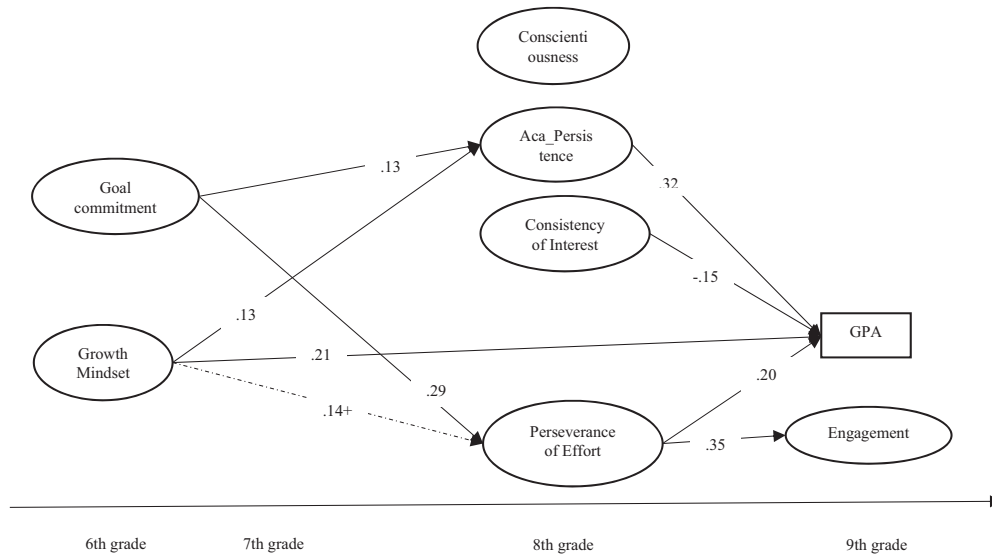 Conscienti
ousness
Aca_Persis
tence
.13
.32
Goal
commitment
Consistency
of Interest
-.15
.13
GPA
Growth
Mindset
.21
.20
.29
.14+
Perseverance
of Effort
Engagement
.35
6th grade
7th grade
8th grade
9th grade